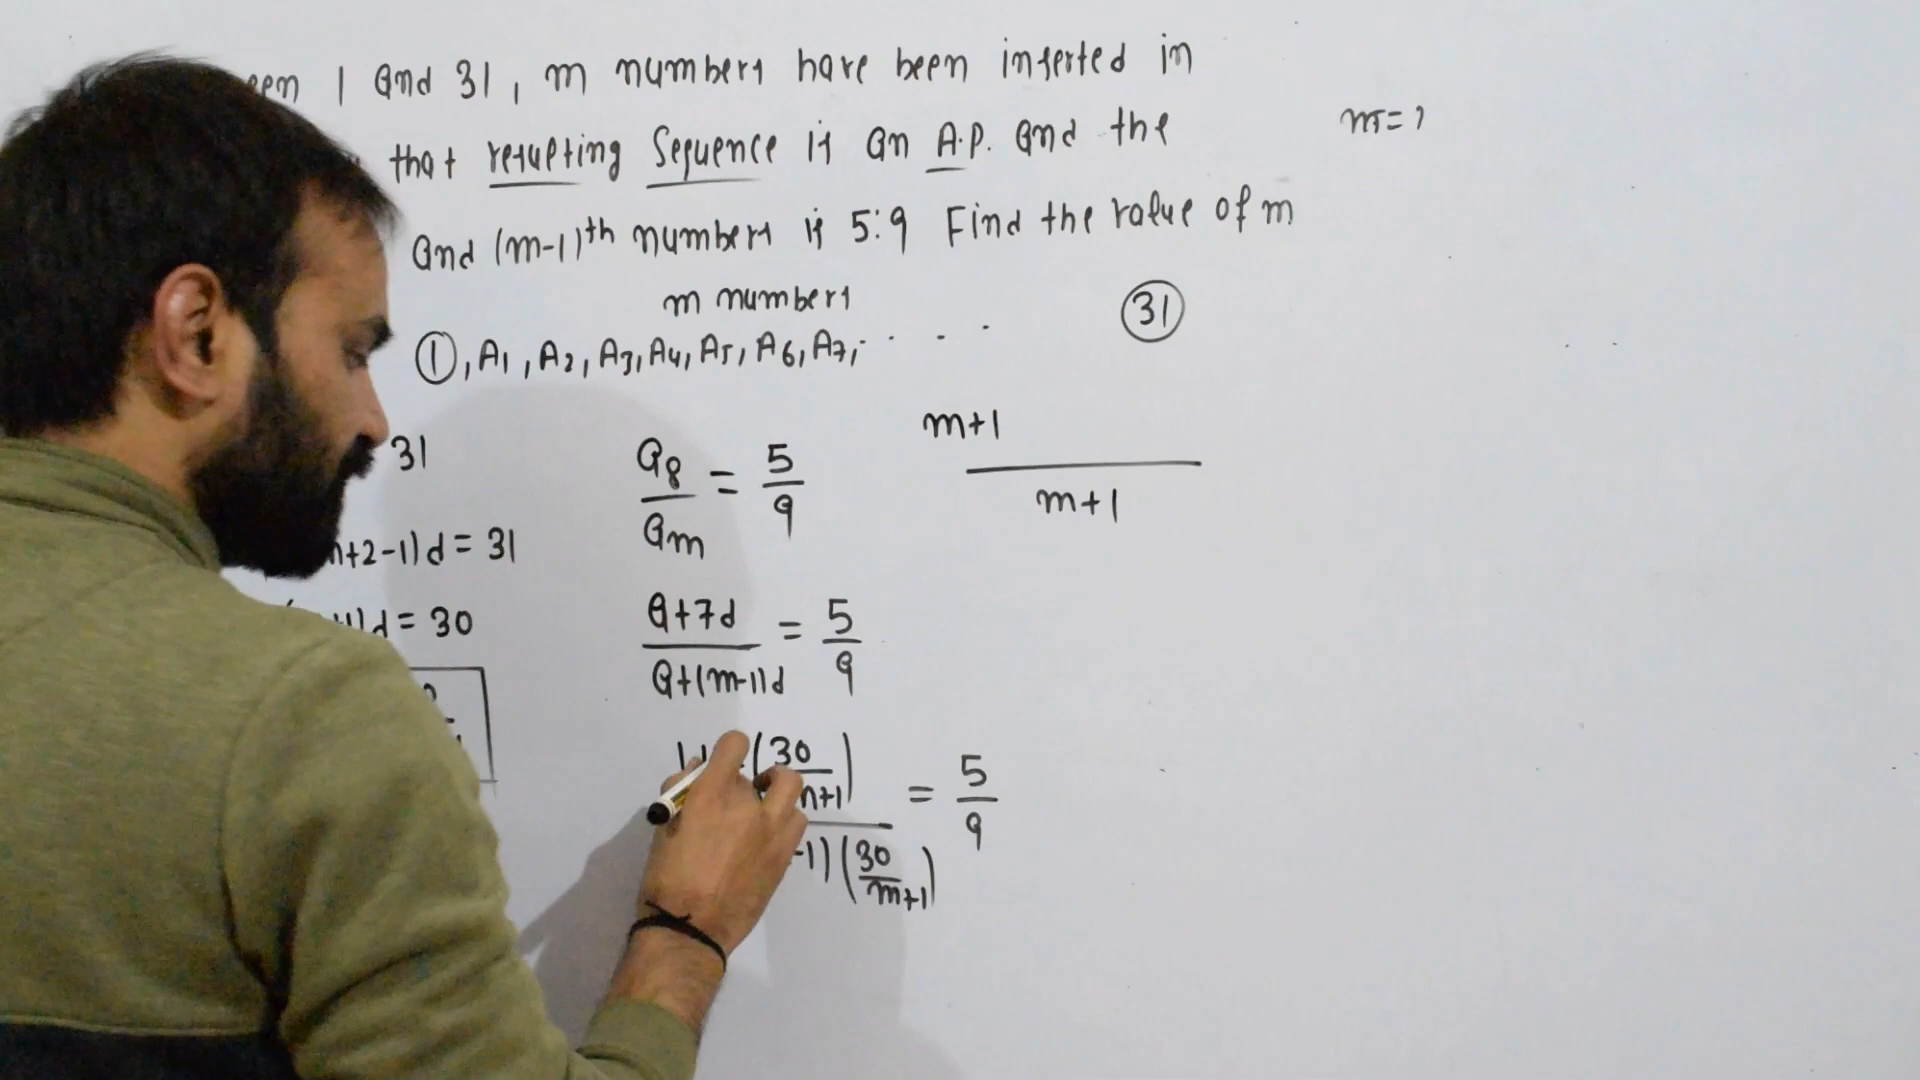 1 and 31, m numbers have been inserted in
that resulting sequence is an A.P. and the
m=?
and (m-1)th numbers is 5:9 Find the value of m
m numbers
1, A1, A2, A3, A4, A5, A6, A7, . . . 31
31
+2-1)d = 31
d = 30
a8/am = 5/9
a+7d/a+(m-1)d = 5/9
(30/m+1)
-1)(30/m+1) = 5/9
m+1
m+1